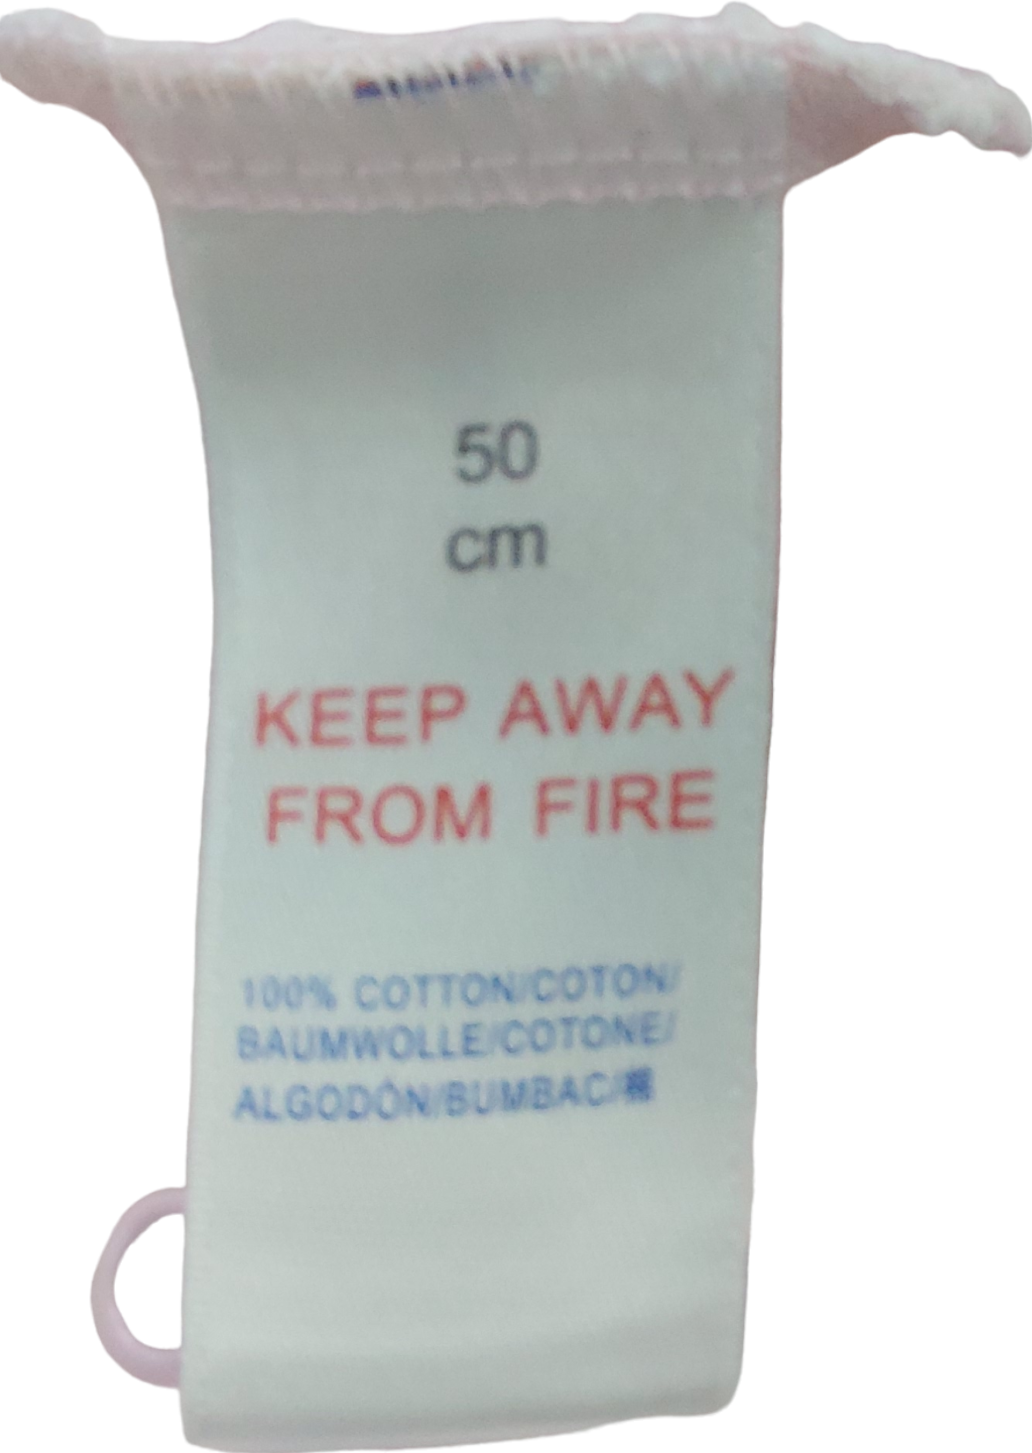 50
cm
KEEP AWAY
FROM FIRE
100% COTTON/COTON/
BAUMWOLLE/COTONE/
ALGODÓN/BUMBAC/棉